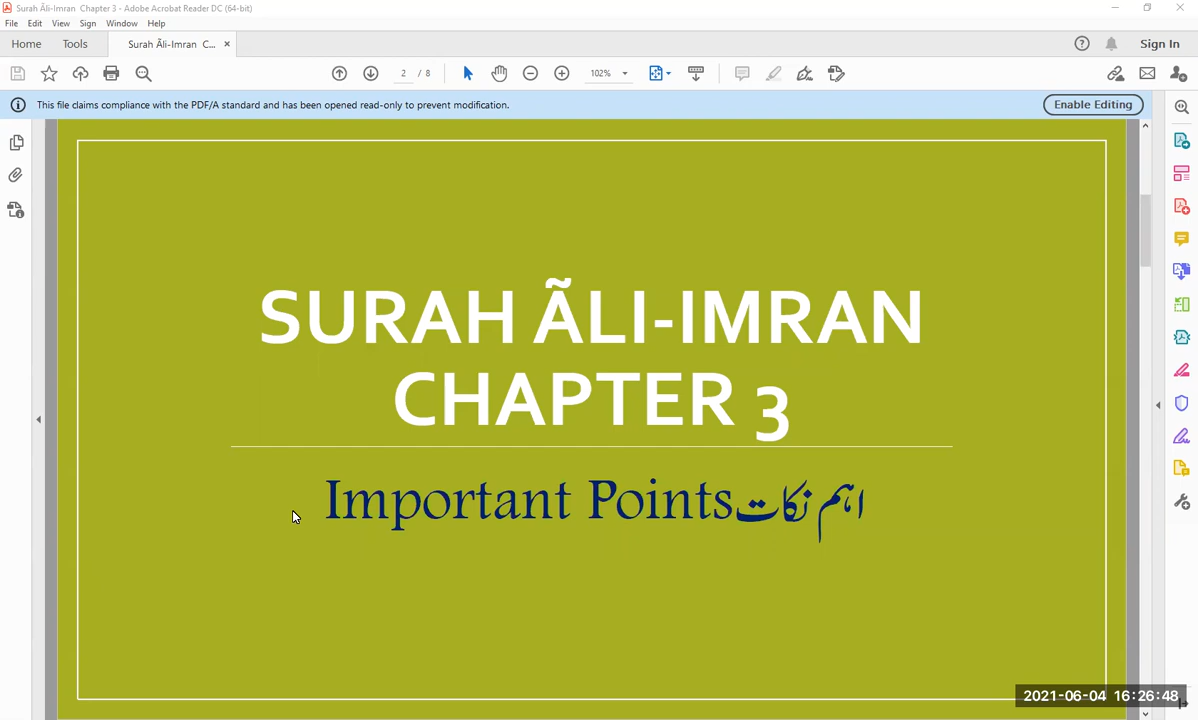 Surah Ãli-Imran  Chapter 3 - Adobe Acrobat Reader DC (64-bit)
File Edit View Sign Window Help
Home Tools Surah Ãli-Imran C... × Sign In
2 / 8 102%
This file claims compliance with the PDF/A standard and has been opened read-only to prevent modification. Enable Editing
SURAH ÃLI-IMRAN
CHAPTER 3
Important Points اہم نکات
2021-06-04 16:26:48